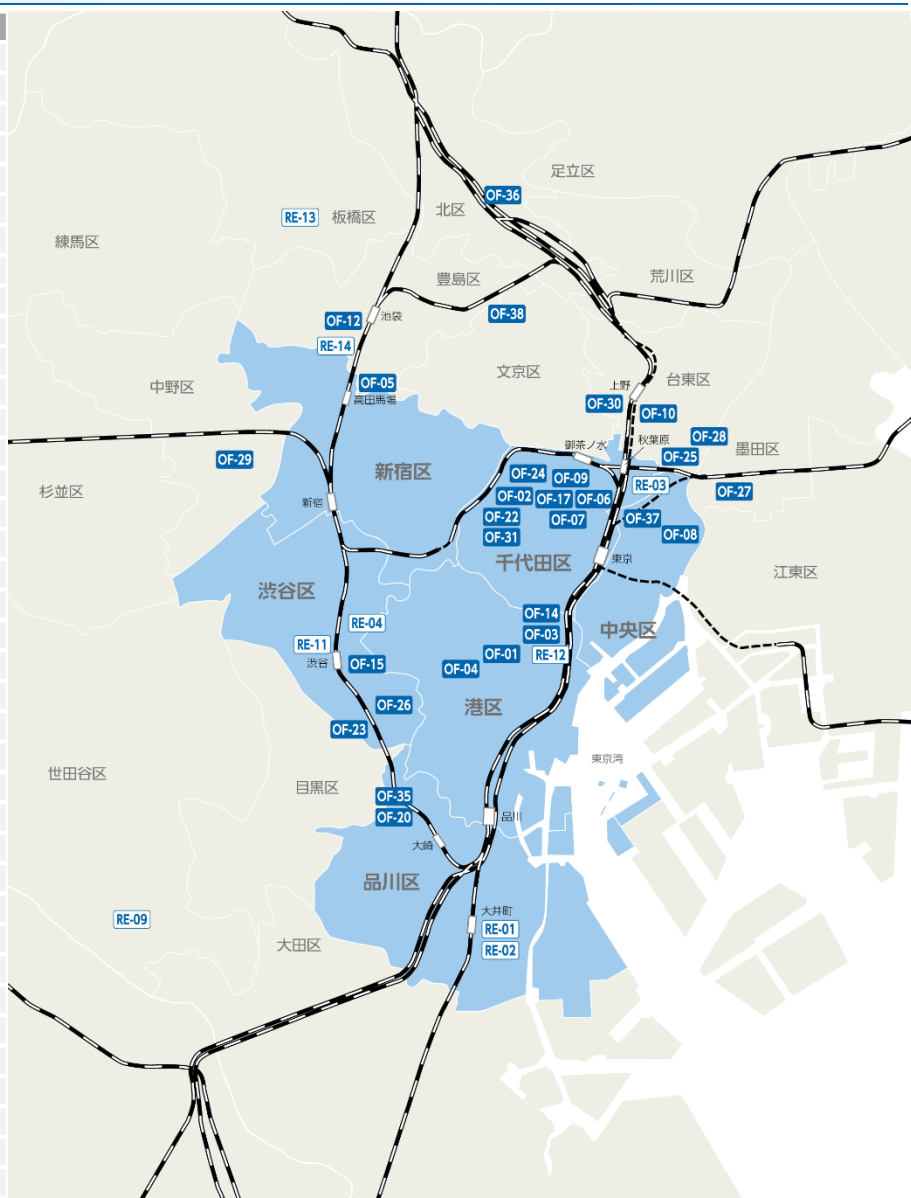 足立区
OF-36
北区
RE-13
板橋区
練馬区
荒川区
豊島区
OF-38
OF-12
池袋
RE-14
文京区
台東区
中野区
OF-05
高田馬場
上野
OF-30
OF-10
御茶ノ水
秋葉原
OF-28
墨田区
OF-25
OF-29
新宿区
OF-24
OF-09
RE-03
OF-27
杉並区
新宿
OF-02
OF-17
OF-06
OF-22
OF-07
OF-37
OF-31
OF-08
千代田区
東京
江東区
渋谷区
OF-14
RE-04
OF-03
中央区
RE-11
OF-01
RE-12
渋谷
OF-15
OF-04
OF-26
港区
OF-23
世田谷区
目黒区
東京湾
OF-35
OF-20
品川
大崎
品川区
RE-09
大井町
RE-01
大田区
RE-02